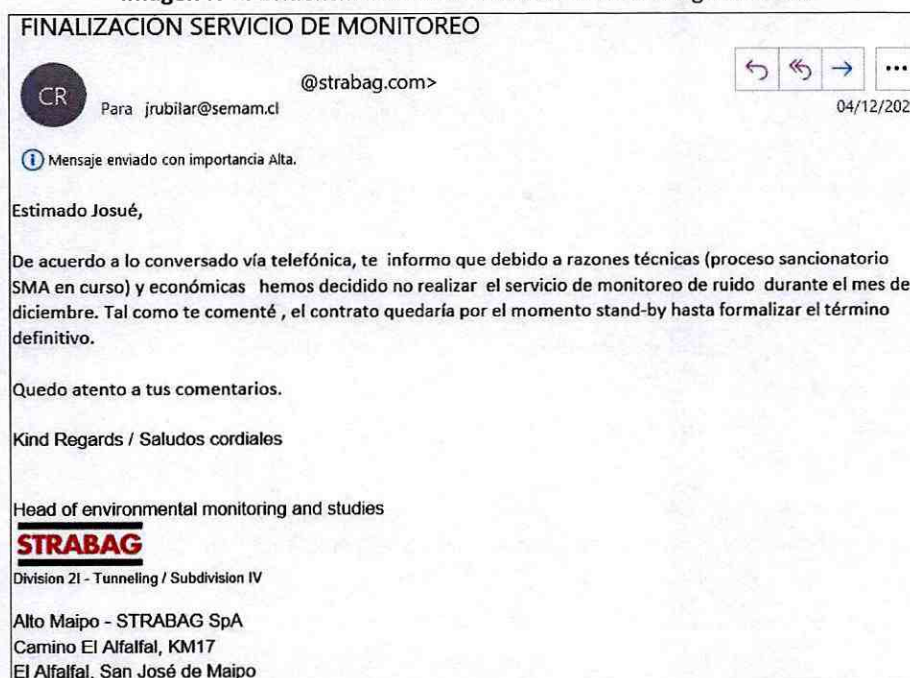 FINALIZACIÓN SERVICIO DE MONITOREO
CR
@strabag.com>
Para jrubilar@semam.cl
04/12/202
Mensaje enviado con importancia Alta.
Estimado Josué,
De acuerdo a lo conversado vía telefónica, te informo que debido a razones técnicas (proceso sancionatorio
SMA en curso) y económicas hemos decidido no realizar el servicio de monitoreo de ruido durante el mes de
diciembre. Tal como te comenté , el contrato quedaría por el momento stand-by hasta formalizar el término
definitivo.
Quedo atento a tus comentarios.
Kind Regards / Saludos cordiales
Head of environmental monitoring and studies
STRABAG
Division 2I - Tunneling / Subdivision IV
Alto Maipo - STRABAG SpA
Camino El Alfalfal, KM17
El Alfalfal, San José de Maipo